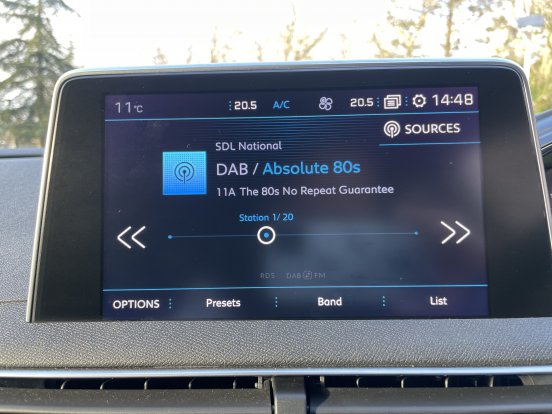 11°C 20.5 A/C 20.5 14:48
SOURCES
SDL National
DAB / Absolute 80s
11A The 80s No Repeat Guarantee
Station 1/ 20
RDS DAB FM
OPTIONS Presets Band List